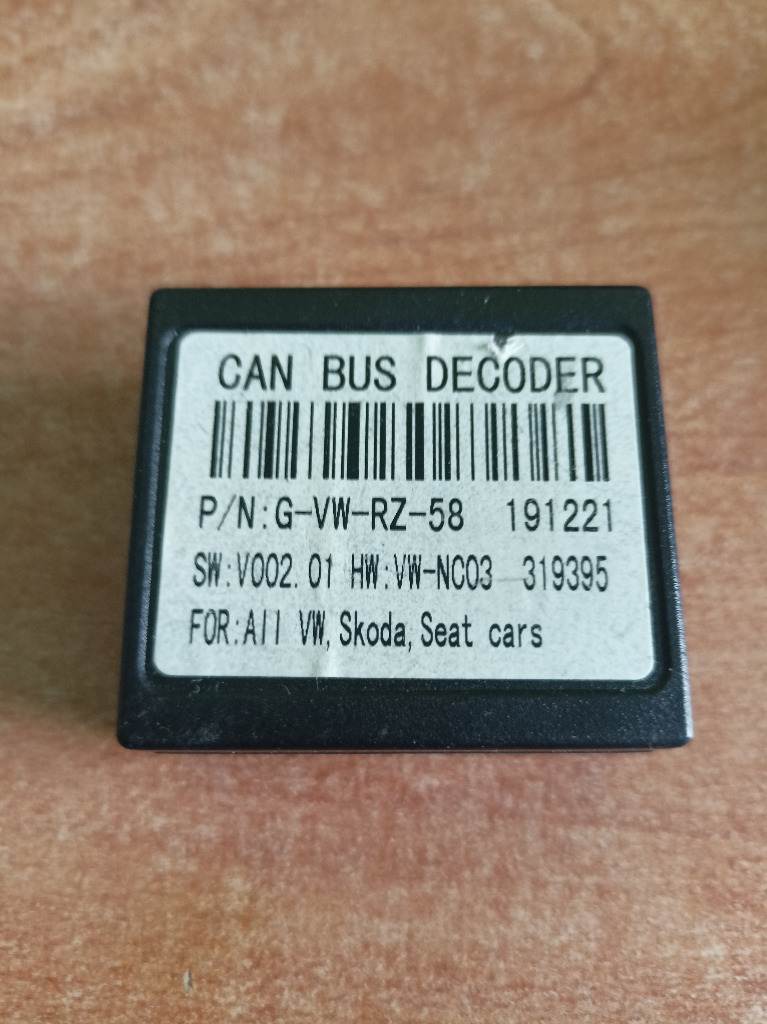 CAN BUS DECODER
P/N:G-VW-RZ-58 191221
SW:V002.01 HW:VW-NC03 319395
FOR:All VW,Skoda,Seat cars